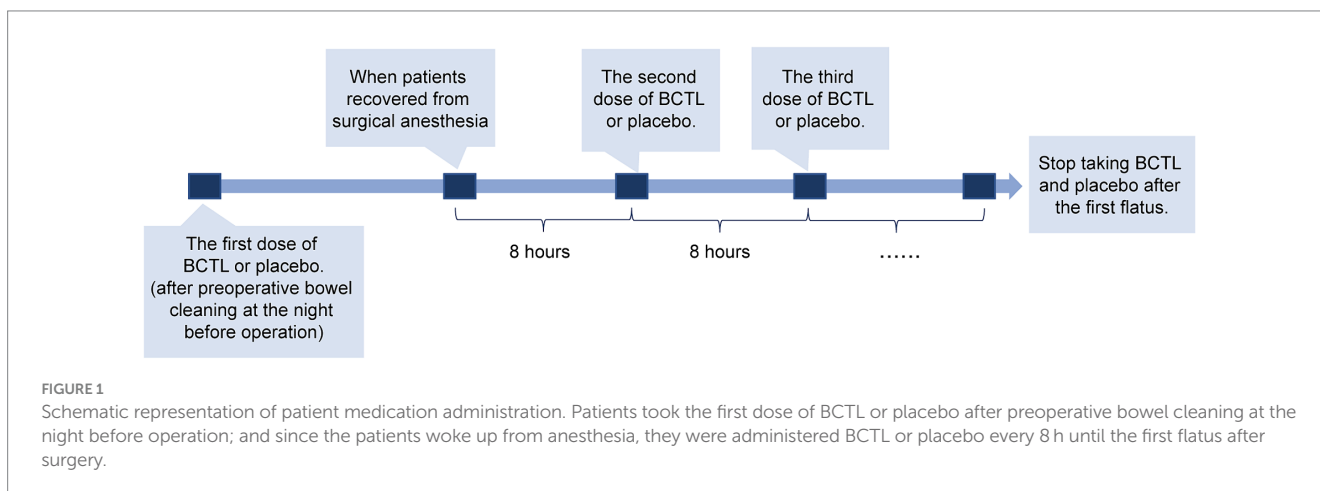 When patients
recovered from
surgical anesthesia
The second
dose of BCTL
or placebo.
The third
dose of BCTL
or placebo.
Stop taking BCTL
and placebo after
the first flatus.
The first dose of
BCTL or placebo.
(after preoperative bowel
cleaning at the night
before operation)
8 hours
8 hours
......
FIGURE 1
Schematic representation of patient medication administration. Patients took the first dose of BCTL or placebo after preoperative bowel cleaning at the
night before operation; and since the patients woke up from anesthesia, they were administered BCTL or placebo every 8 h until the first flatus after
surgery.